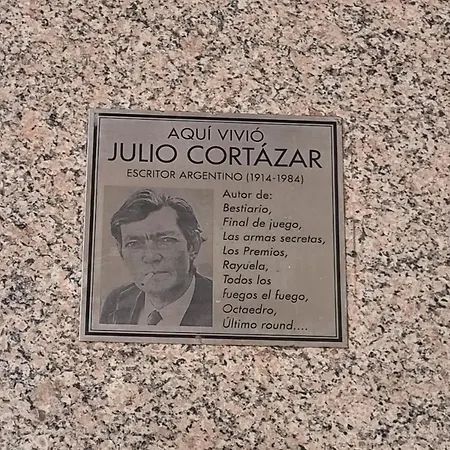 AQUÍ VIVIÓ
JULIO CORTÁZAR
ESCRITOR ARGENTINO (1914-1984)
Autor de:
Bestiario,
Final de juego,
Las armas secretas,
Los Premios,
Rayuela,
Todos los
fuegos el fuego,
Octaedro,
Último round....